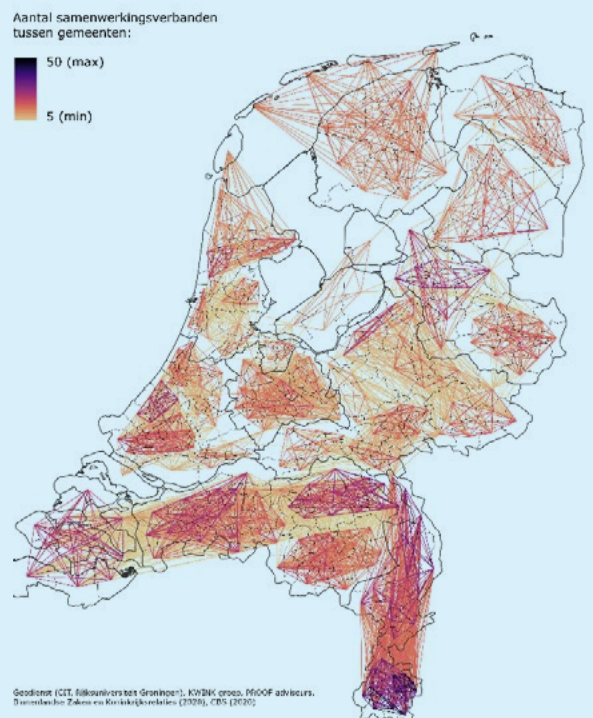 Aantal samenwerkingsverbanden
tussen gemeenten:
50 (max)
5 (min)
Geodienst (CIT, Rijksuniversiteit Groningen), KWINK groep, PROOF adviseurs,
Binnenlandse Zaken en Koninkrijksrelaties (2020), CBS (2020)